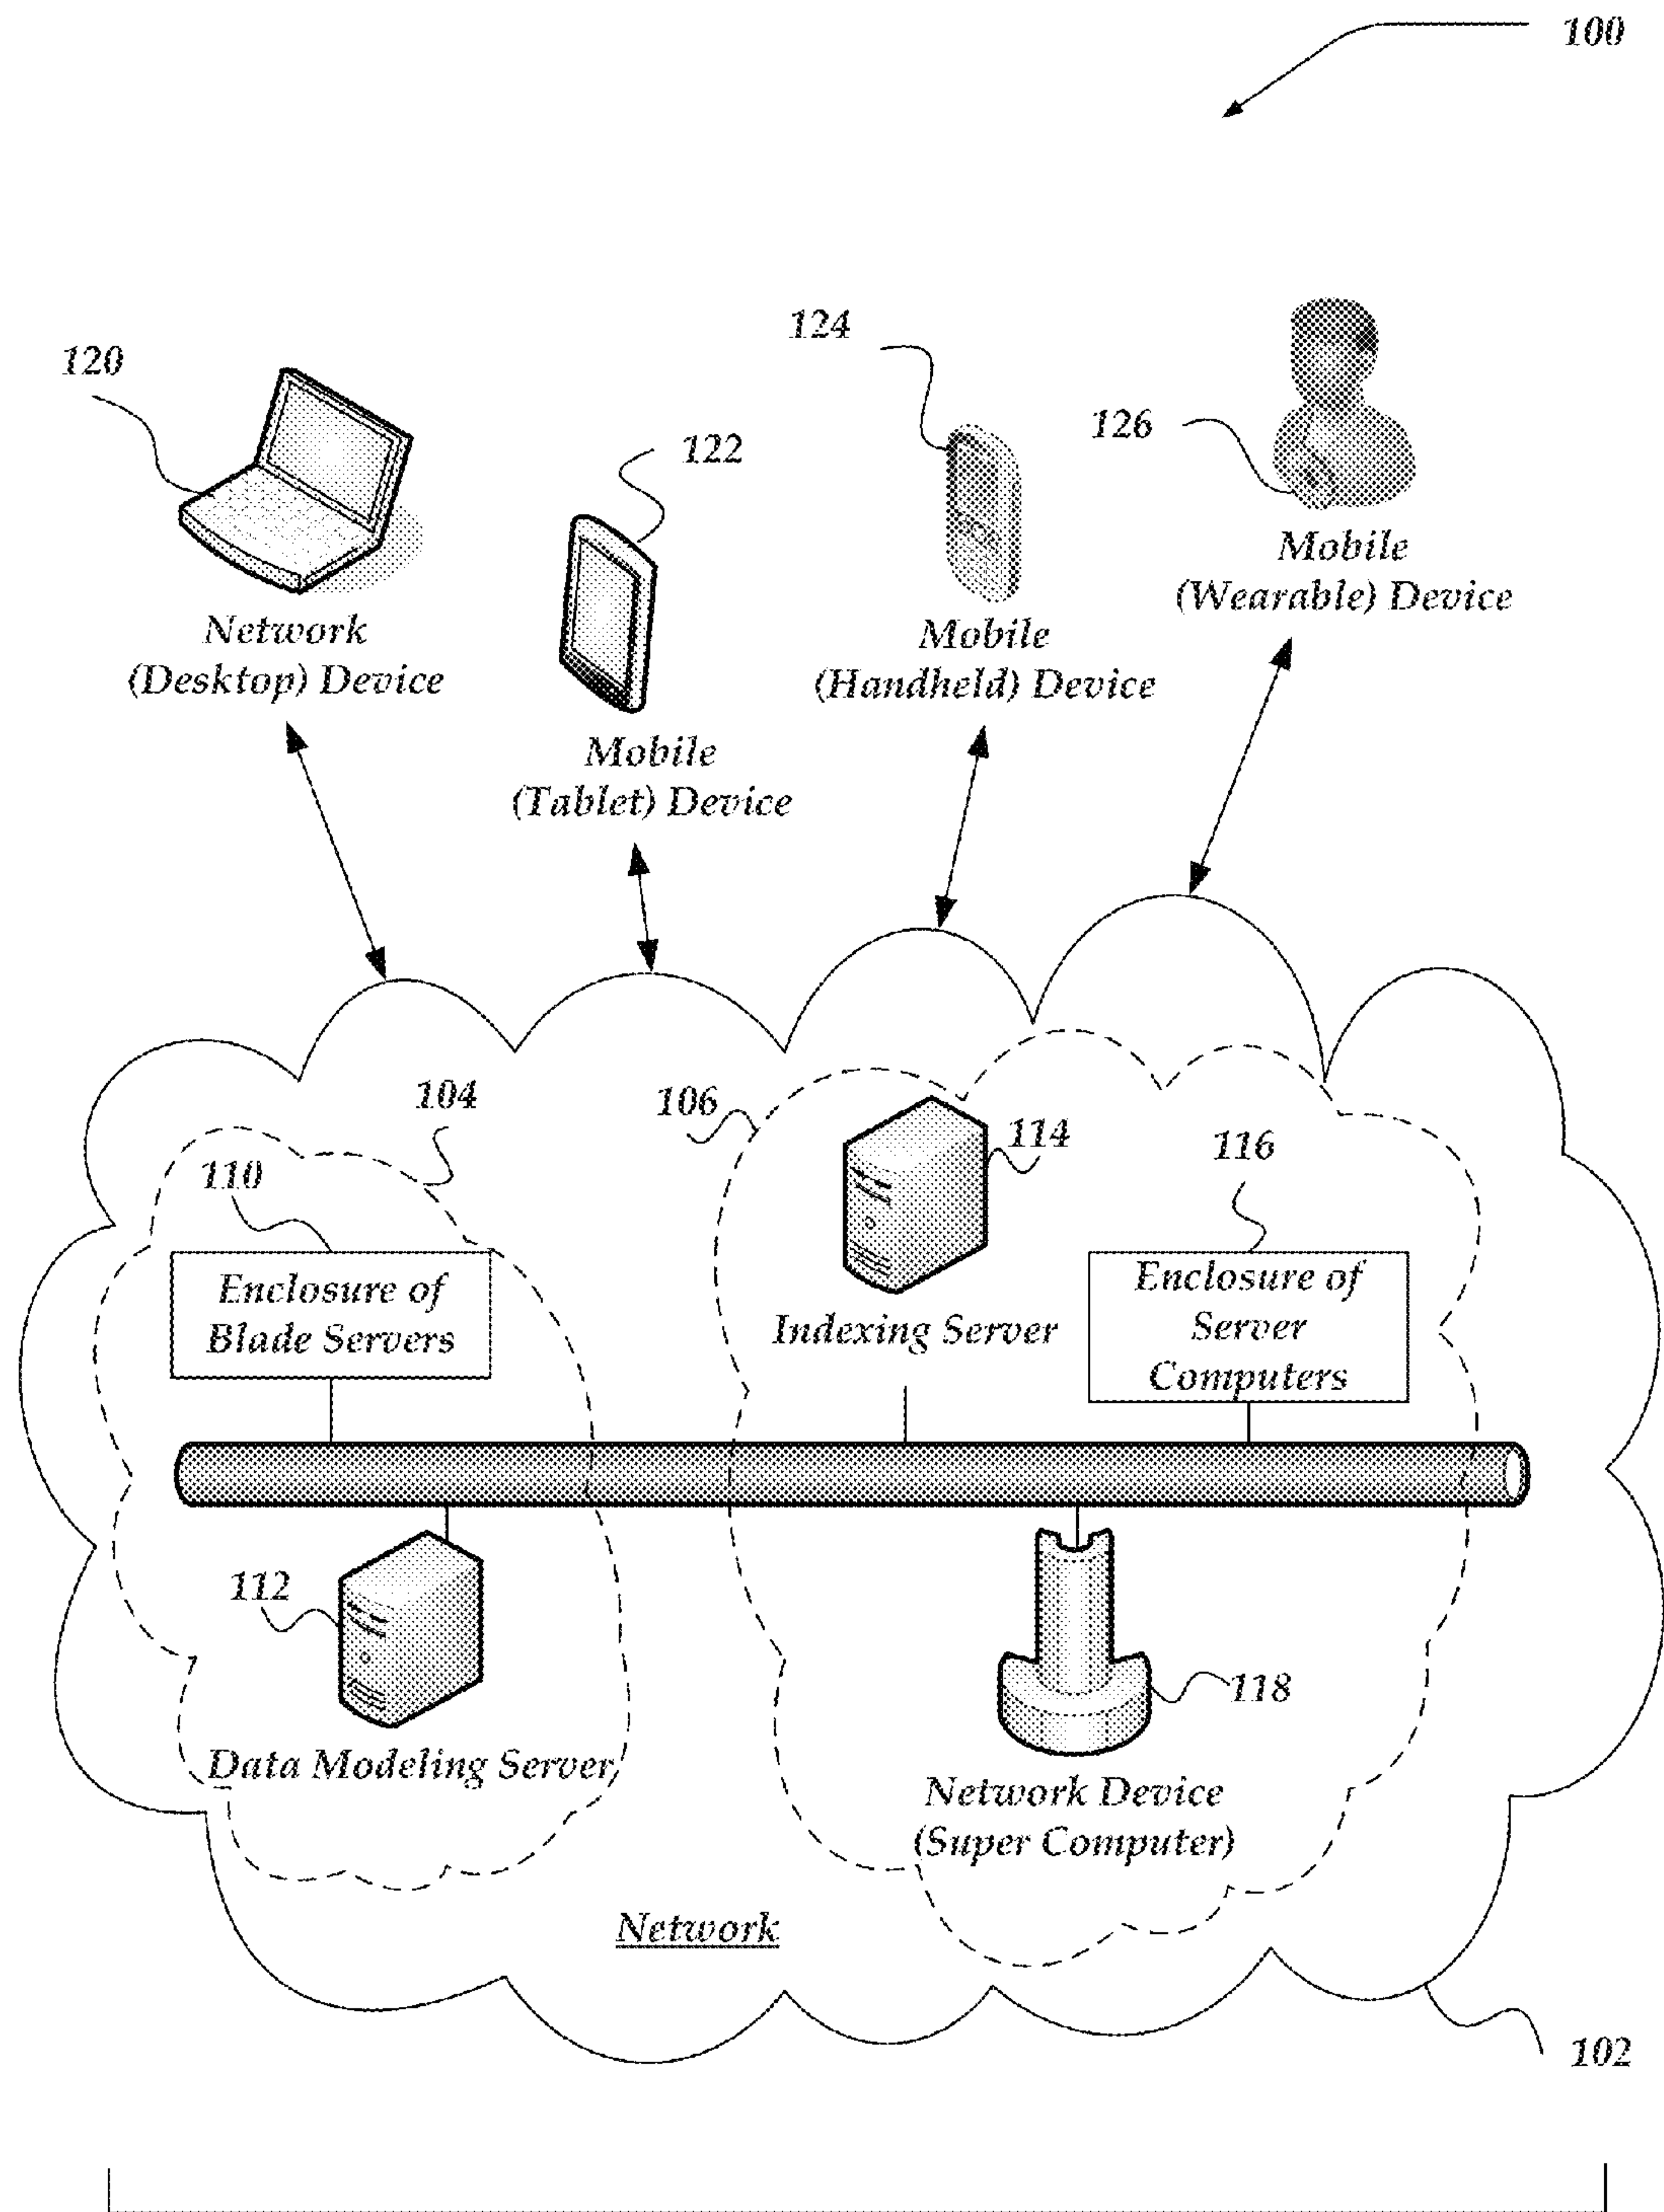 100
120
124
126
122
Mobile
(Wearable) Device
Network
(Desktop) Device
Mobile
(Handheld) Device
Mobile
(Tablet) Device
104
106
114
116
110
Enclosure of
Blade Servers
Indexing Server
Enclosure of
Server
Computers
112
118
Data Modeling Server
Network Device
(Super Computer)
Network
102